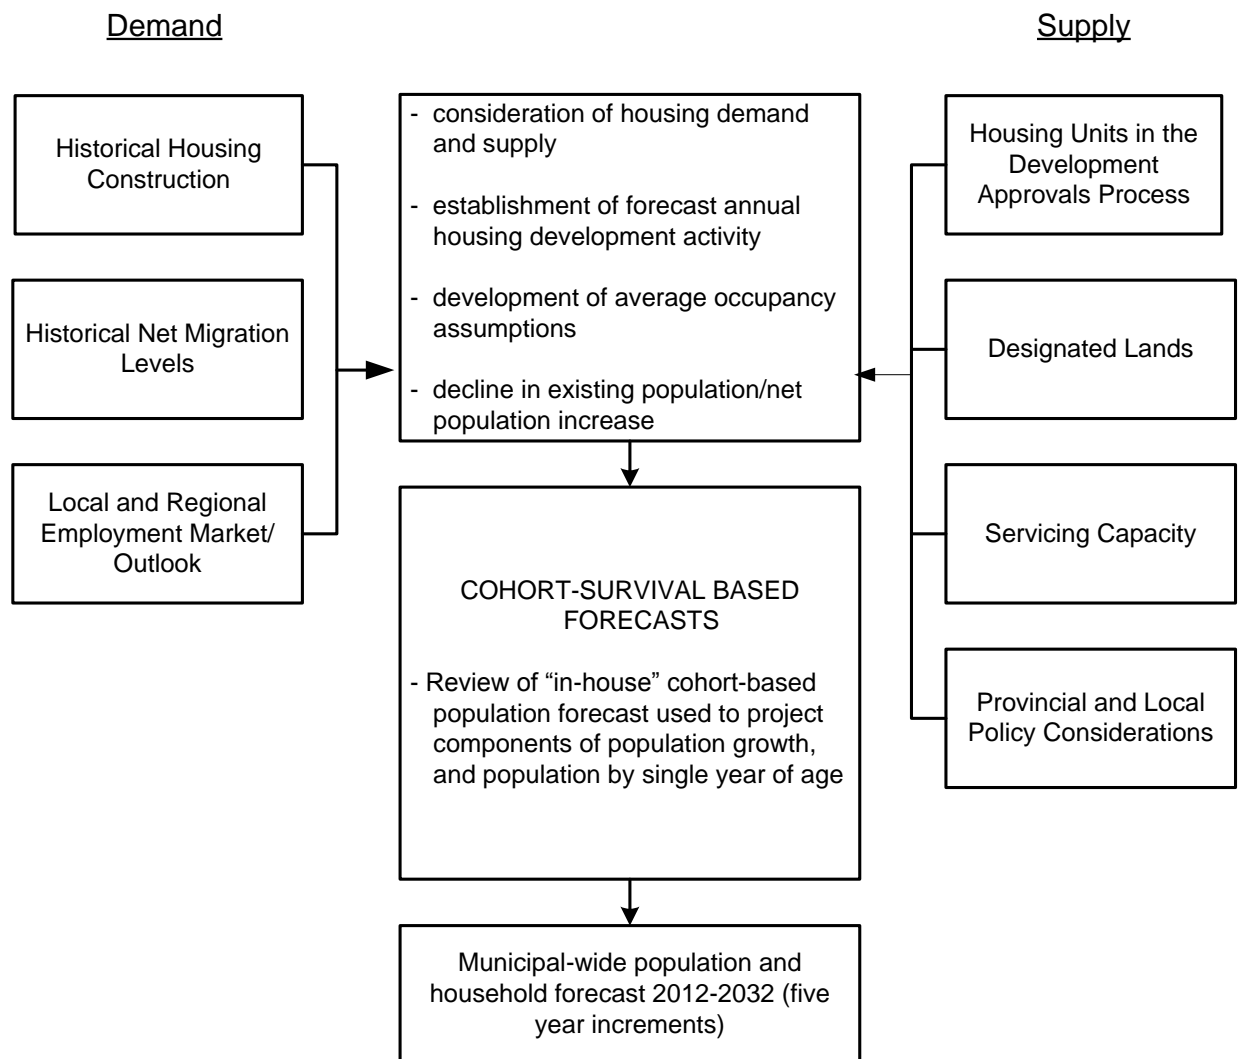 Demand
Supply
Historical Housing
Construction
Historical Net Migration
Levels
Local and Regional
Employment Market/
Outlook
- consideration of housing demand
and supply
- establishment of forecast annual
housing development activity
- development of average occupancy
assumptions
- decline in existing population/net
population increase
Housing Units in the
Development
Approvals Process
Designated Lands
Servicing Capacity
Provincial and Local
Policy Considerations
COHORT-SURVIVAL BASED
FORECASTS
- Review of “in-house” cohort-based
population forecast used to project
components of population growth,
and population by single year of age
Municipal-wide population and
household forecast 2012-2032 (five
year increments)